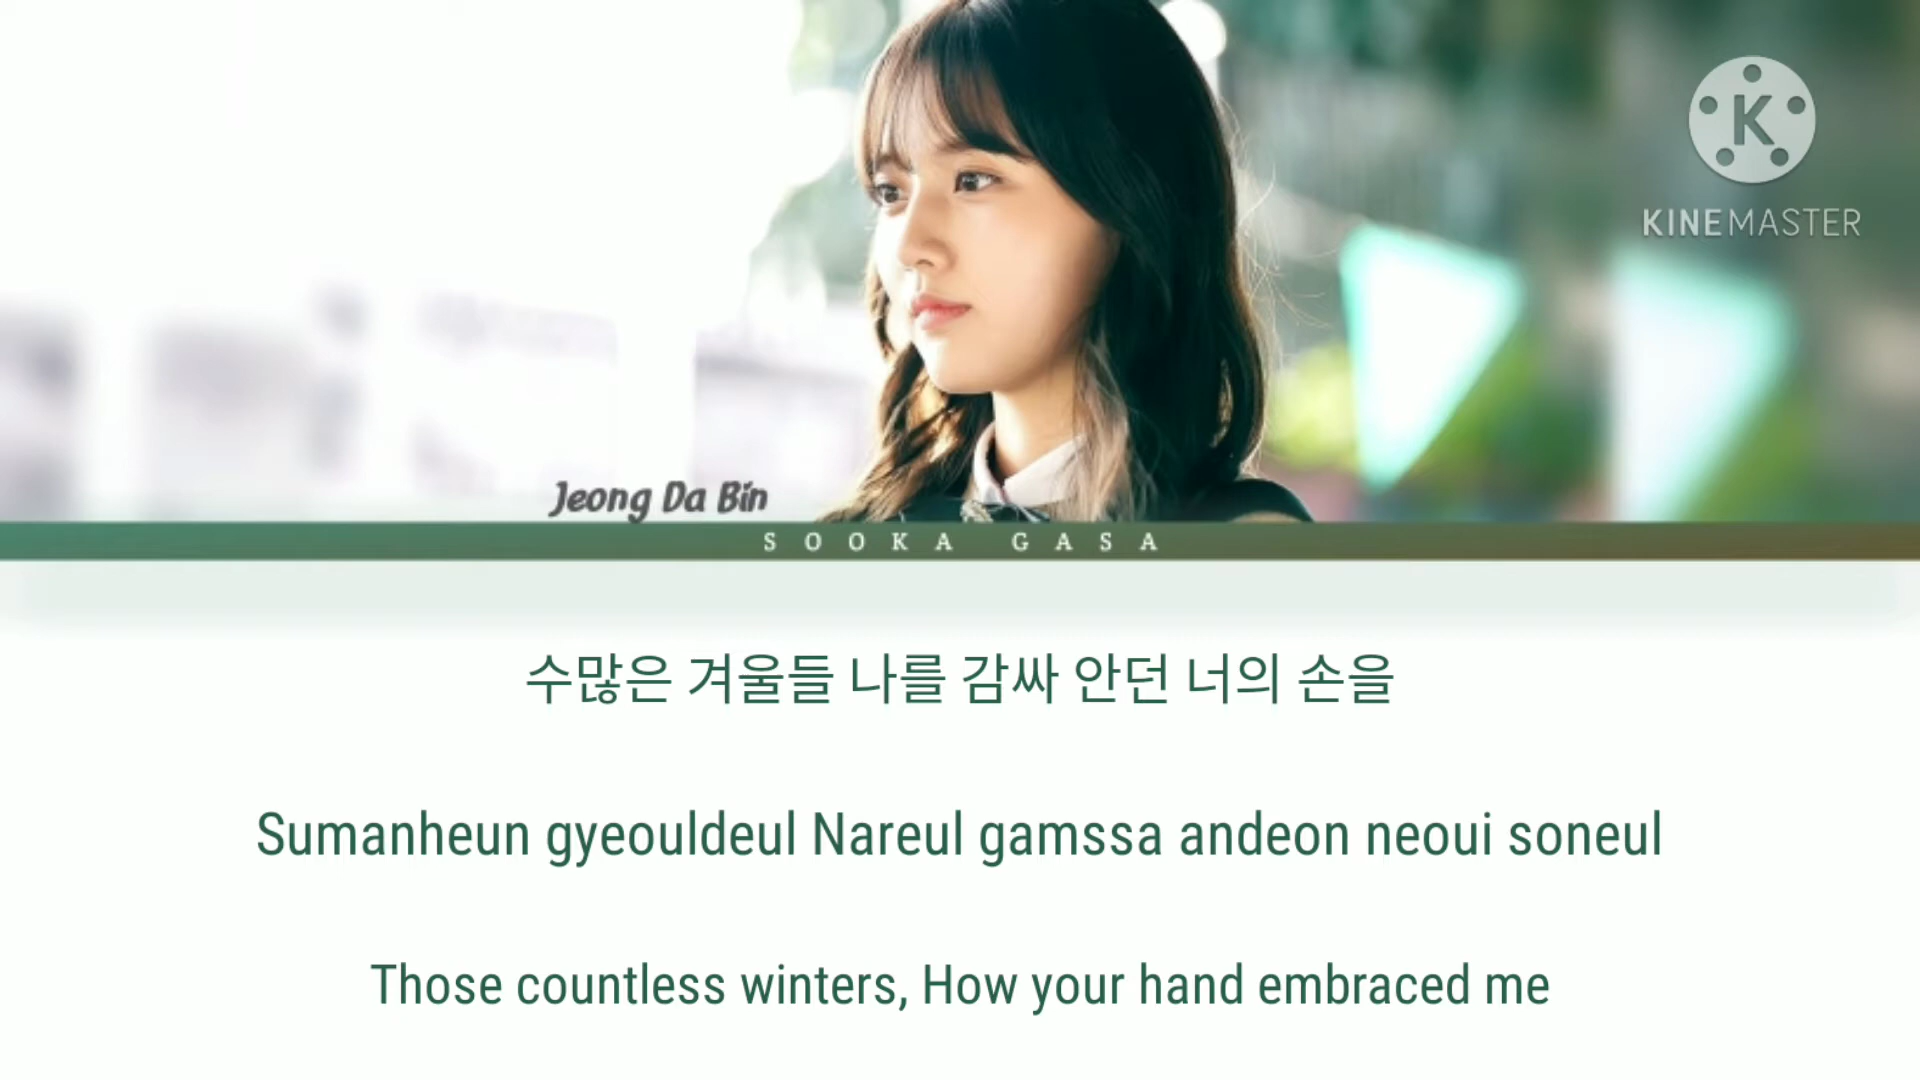 K
KINEMASTER
Jeong Da Bin
SOOKA GASA
수많은 겨울들 나를 감싸 안던 너의 손을
Sumanheun gyeouldeul Nareul gamssa andeon neoui soneul
Those countless winters, How your hand embraced me